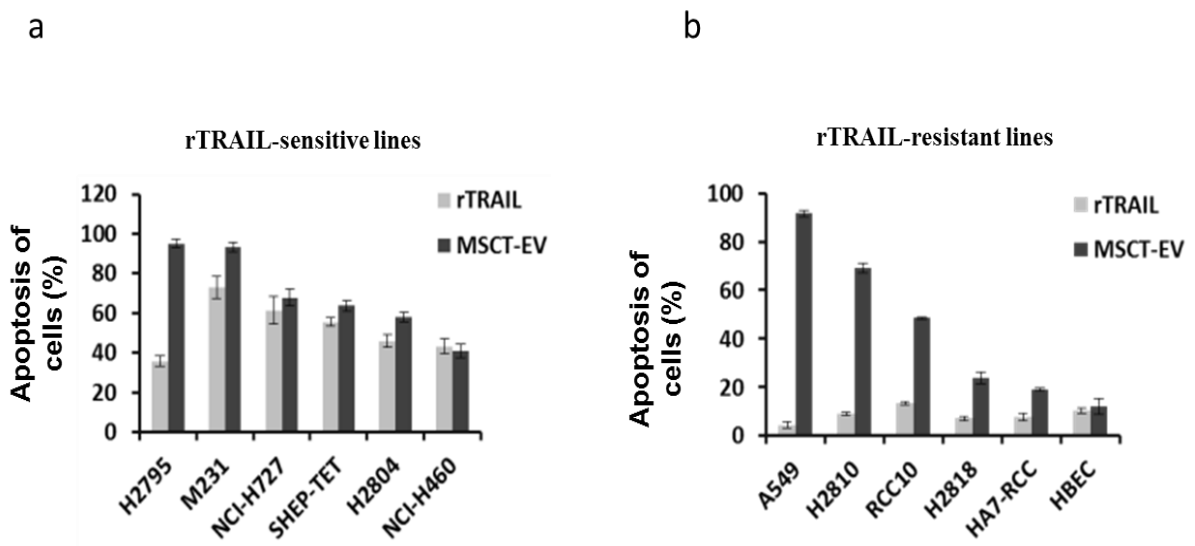 a
rTRAIL-sensitive lines
Apoptosis of
cells (%)
120
100
80
60
40
20
0
rTRAIL
MSCT-EV
H2795
M231
NCI-H727
SHEP-TET
H2804
NCI-H460
b
rTRAIL-resistant lines
Apoptosis of
cells (%)
100
80
60
40
20
0
rTRAIL
MSCT-EV
A549
H2810
RCC10
H2818
HA7-RCC
HBEC